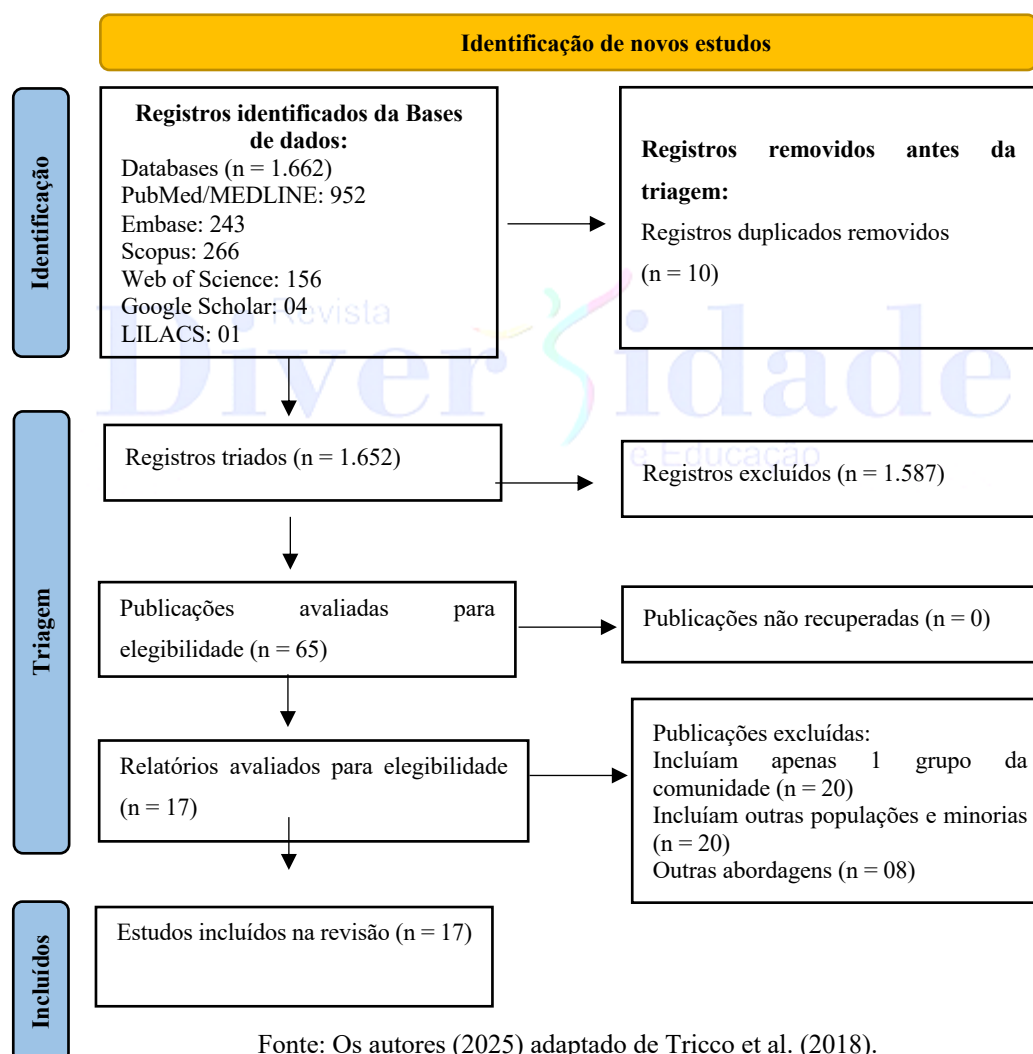 Identificação de novos estudos
Identificação
Registros identificados da Bases
de dados:
Databases (n = 1.662)
PubMed/MEDLINE: 952
Embase: 243
Scopus: 266
Web of Science: 156
Google Scholar: 04
LILACS: 01
Registros removidos antes da
triagem:
Registros duplicados removidos
(n = 10)
Revista
Diversidade
e Educação
Triagem
Registros triados (n = 1.652)
Registros excluídos (n = 1.587)
Publicações avaliadas para
elegibilidade (n = 65)
Publicações não recuperadas (n = 0)
Relatórios avaliados para elegibilidade
(n = 17)
Publicações excluídas:
Incluíam apenas 1 grupo da
comunidade (n = 20)
Incluíam outras populações e minorias
(n = 20)
Outras abordagens (n = 08)
Incluídos
Estudos incluídos na revisão (n = 17)
Fonte: Os autores (2025) adaptado de Tricco et al. (2018).